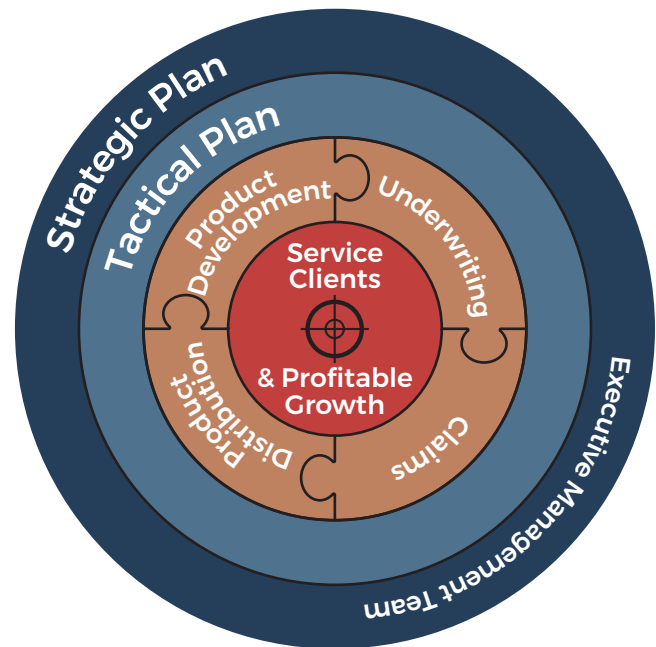 Strategic Plan
Tactical Plan
Product
Development
Underwriting
Service
Clients
& Profitable
Growth
Product
Distribution
Claims
Executive Management Team